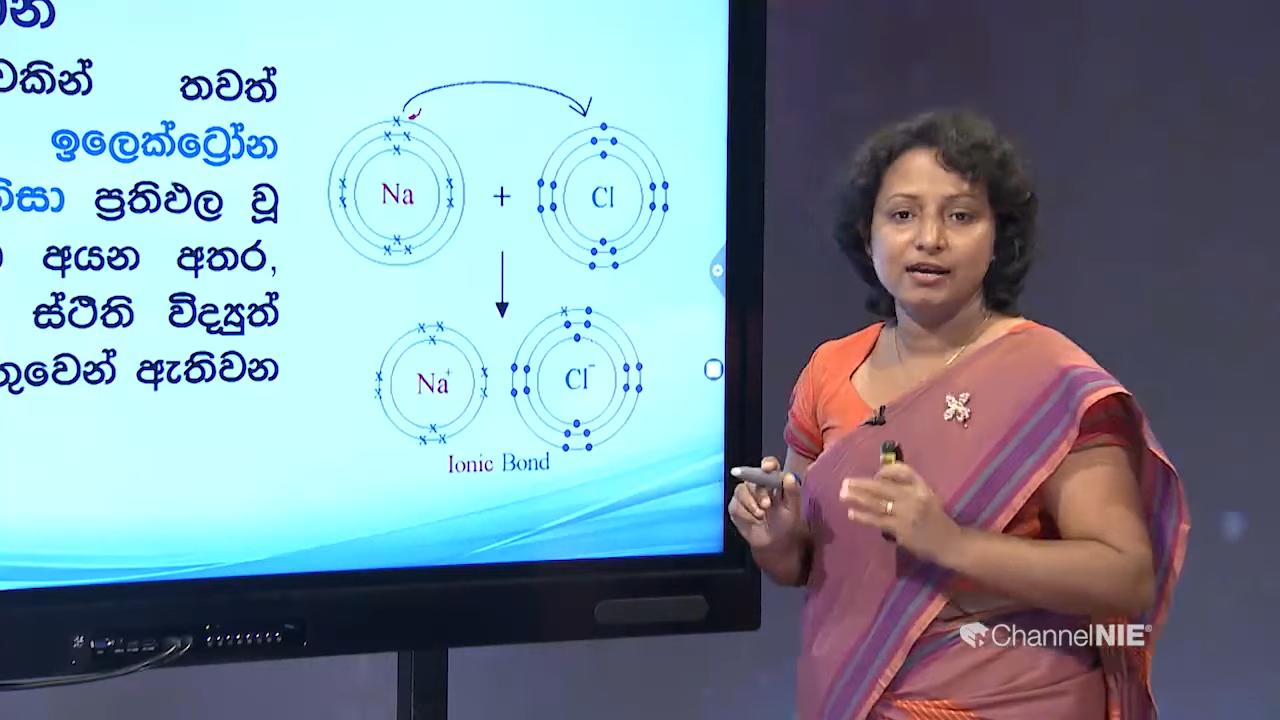 තවත්
ඉලෙක්ට්‍රෝන
ප්‍රතිඵල වූ
අයන අතර,
ස්ථිති විද්‍යුත්
ඇතිවන
Na + Cl
Na+ Cl-
Ionic Bond
ChannelNIE®